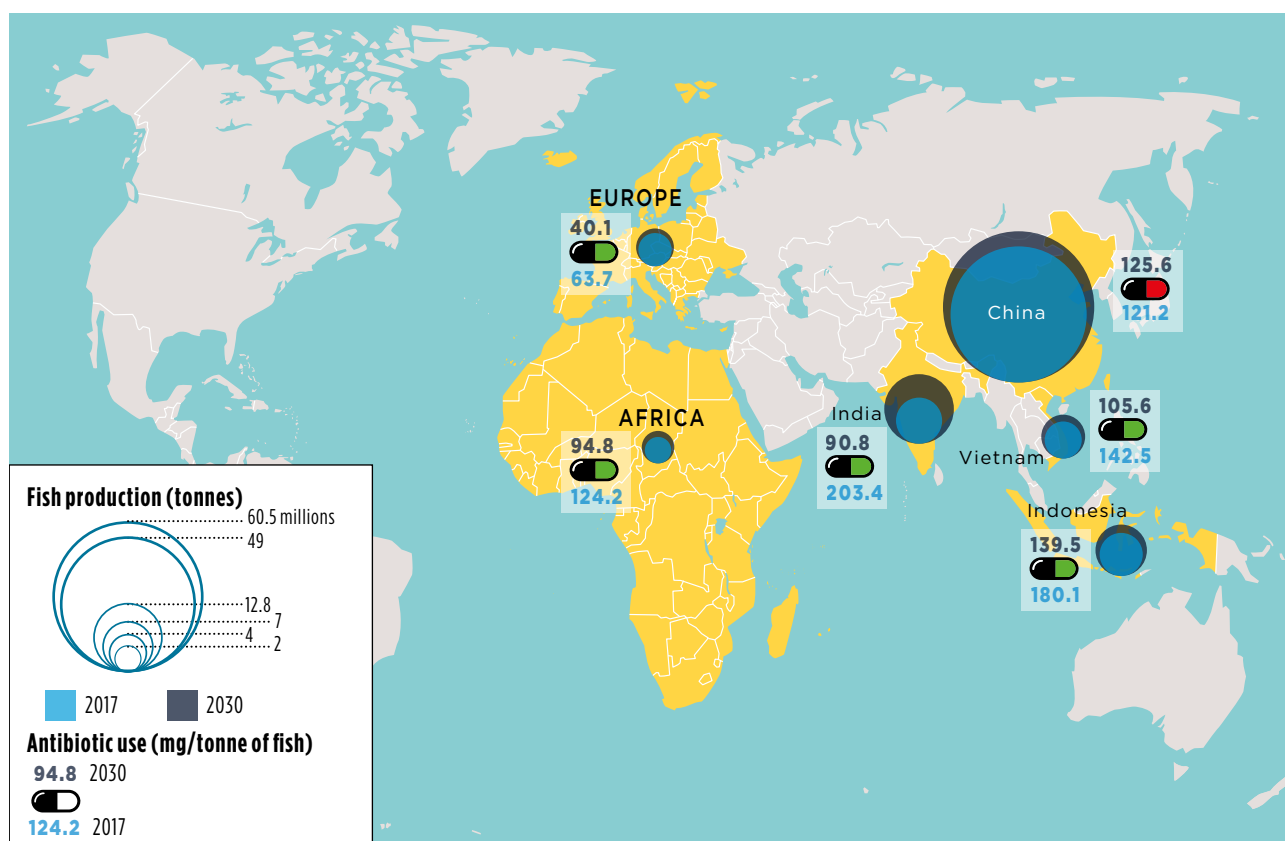 EUROPE
40.1
63.7
125.6
121.2
China
AFRICA
94.8
124.2
India
90.8
203.4
105.6
142.5
Vietnam
Indonesia
139.5
180.1
Fish production (tonnes)
60.5 millions
49
12.8
7
4
2
2017 2030
Antibiotic use (mg/tonne of fish)
94.8 2030
124.2 2017